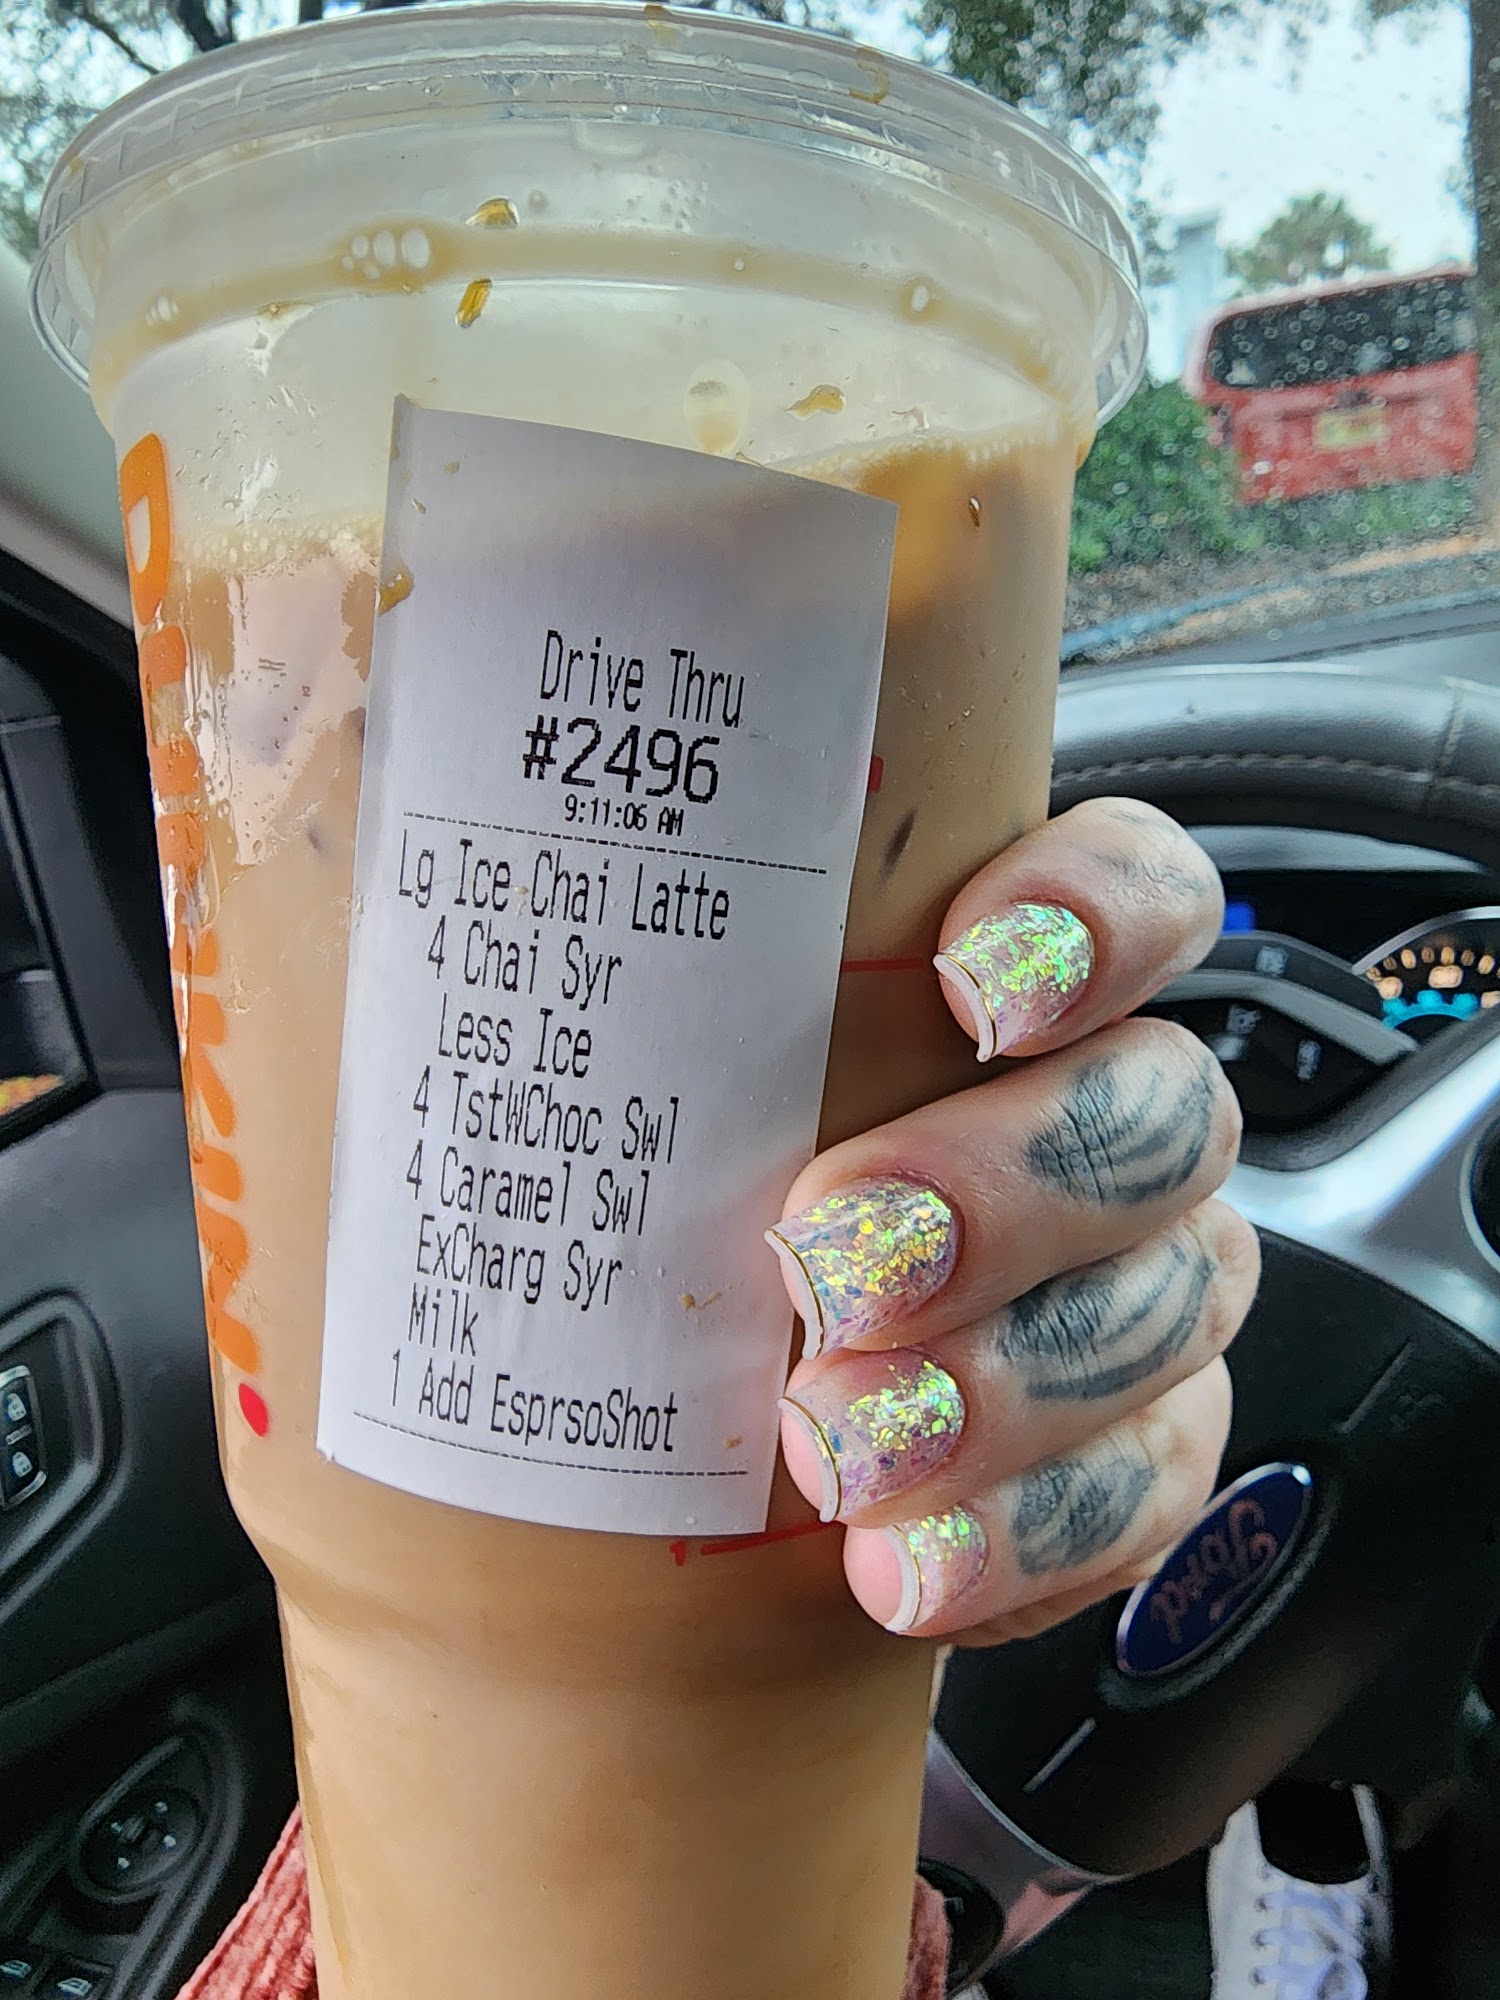 DUNKIN'
Drive Thru
#2496
9:11:06 AM
Lg Ice Chai Latte
4 Chai Syr
Less Ice
4 TstWChoc Swl
4 Caramel Swl
ExCharg Syr
Milk
1 Add EsprsoShot
Ford